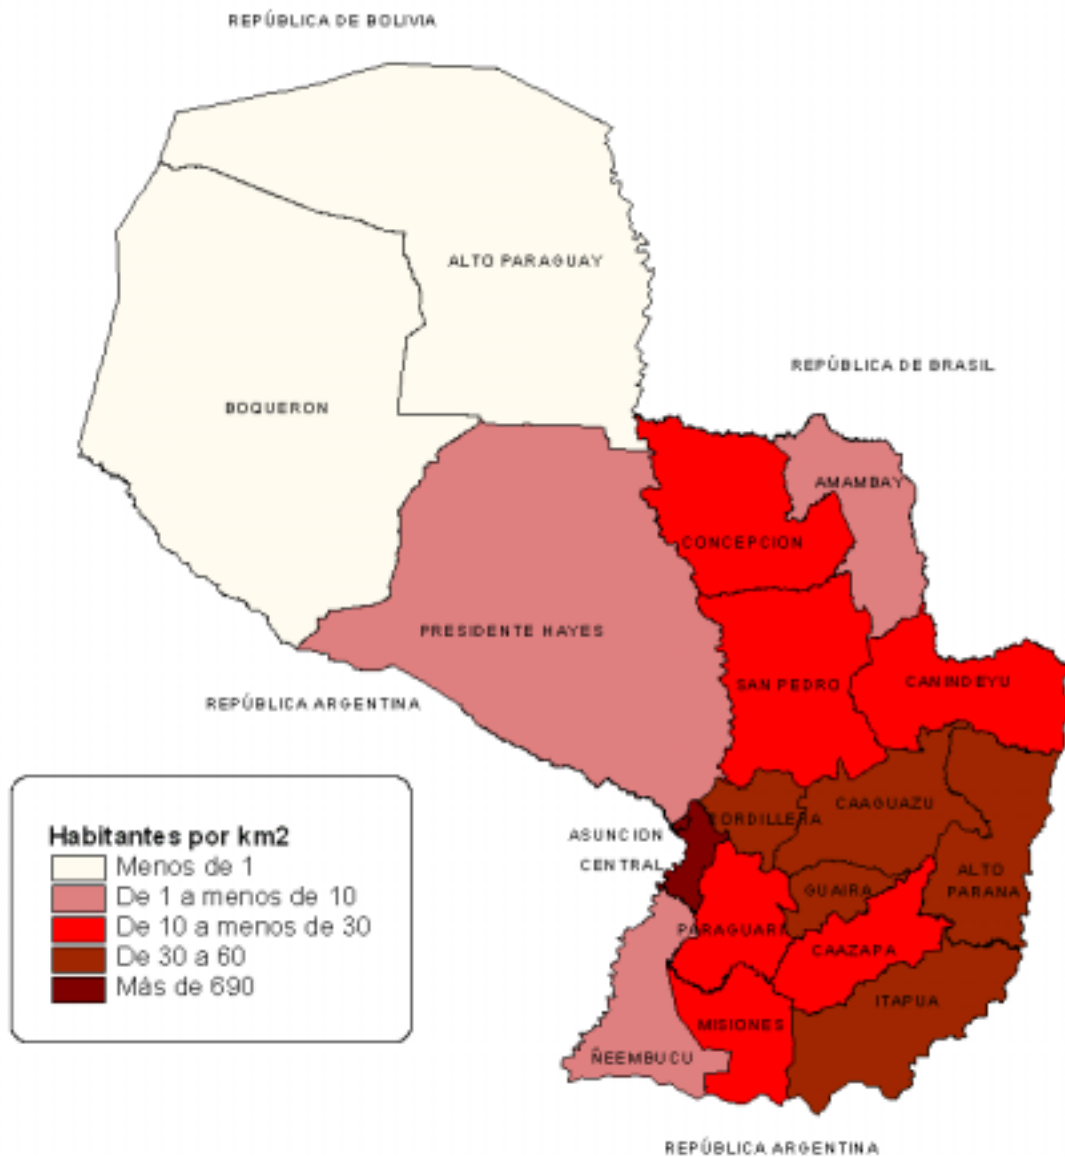 REPÚBLICA DE BOLIVIA
ALTO PARAGUAY
REPÚBLICA DE BRASIL
BOQUERON
AMAMBAY
CONCEPCION
PRESIDENTE HAYES
SAN PEDRO
CANINDEYU
REPÚBLICA ARGENTINA
Habitantes por km2
Menos de 1
De 1 a menos de 10
De 10 a menos de 30
De 30 a 60
Más de 690
CAAGUAZU
CORDILLERA
ASUNCION
CENTRAL
ALTO
PARANA
GUAIRA
PARAGUARI
CAAZAPA
ITAPUA
MISIONES
ÑEEMBUCU
REPÚBLICA ARGENTINA